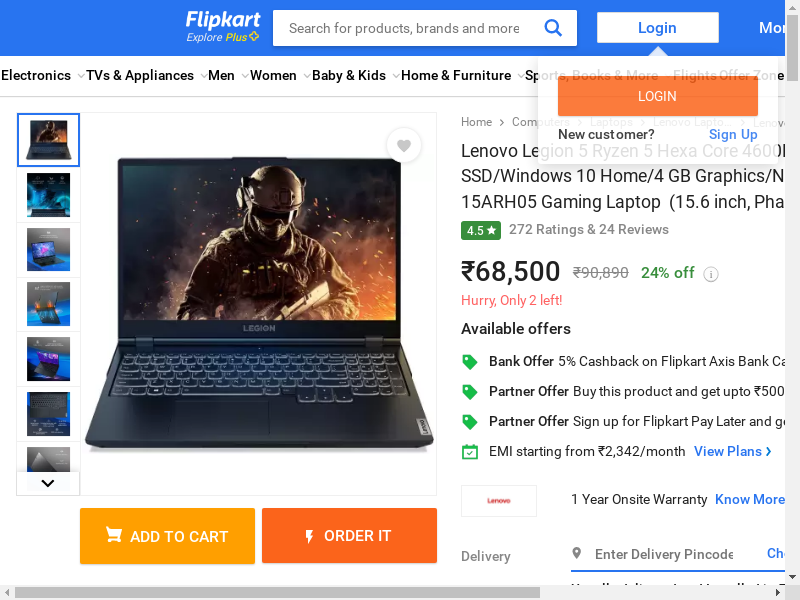 Flipkart
Explore Plus
Search for products, brands and more
Login
Mor
Electronics
TVs & Appliances
Men
Women
Baby & Kids
Home & Furniture
Sports, Books & More
Flights
Offer Zone
LOGIN
New customer?
Sign Up
Home
Computers
Laptops
Lenovo Lapto...
Lenovo
Lenovo Legion 5 Ryzen 5 Hexa Core 4600
SSD/Windows 10 Home/4 GB Graphics/N
15ARH05 Gaming Laptop (15.6 inch, Pha
4.5
272 Ratings & 24 Reviews
₹68,500 ₹90,890 24% off i
Hurry, Only 2 left!
Available offers
Bank Offer 5% Cashback on Flipkart Axis Bank Ca
Partner Offer Buy this product and get upto ₹500
Partner Offer Sign up for Flipkart Pay Later and ge
EMI starting from ₹2,342/month View Plans
LEGION
Lenovo
Lenovo
1 Year Onsite Warranty Know More
ADD TO CART
ORDER IT
Delivery
Enter Delivery Pincode
Che